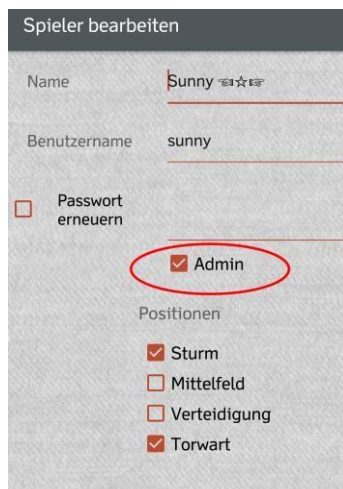 Spieler bearbeiten
Name Sunny ☜☆☞
Benutzername sunny
Passwort
erneuern
Admin
Positionen
Sturm
Mittelfeld
Verteidigung
Torwart